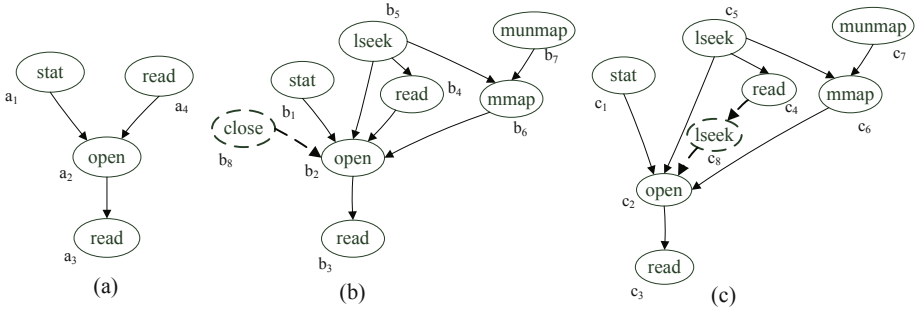 stat
read
a1
a4
open
a2
read
a3
(a)
b5
lseek
munmap
b7
stat
b1
read
b4
mmap
b6
close
b8
open
b2
read
b3
(b)
c5
lseek
munmap
c7
stat
c1
read
c4
mmap
c6
lseek
c8
open
c2
read
c3
(c)